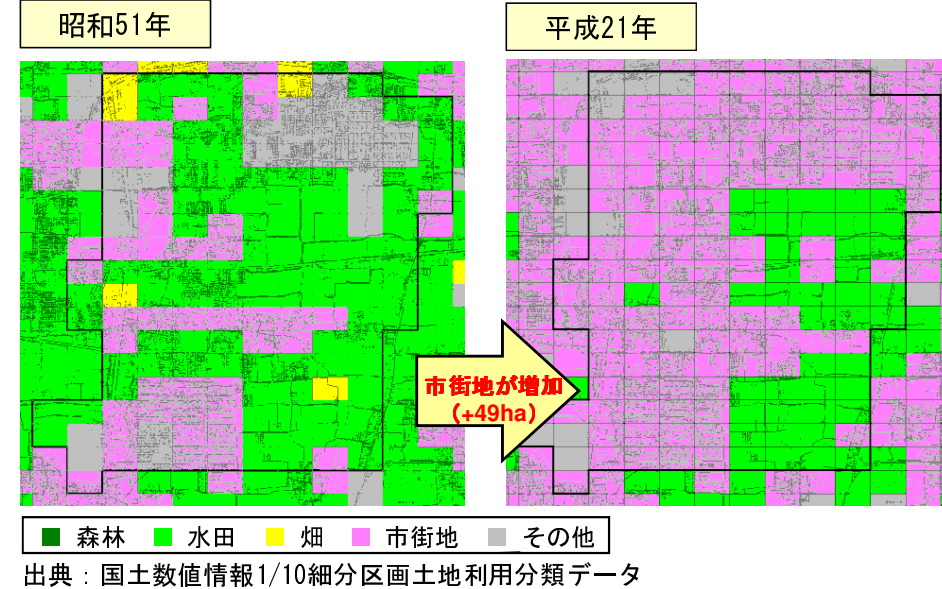 昭和51年
平成21年
市街地が増加
(+49ha)
森林 水田 畑 市街地 その他
出典：国土数値情報1/10細分区画土地利用分類データ